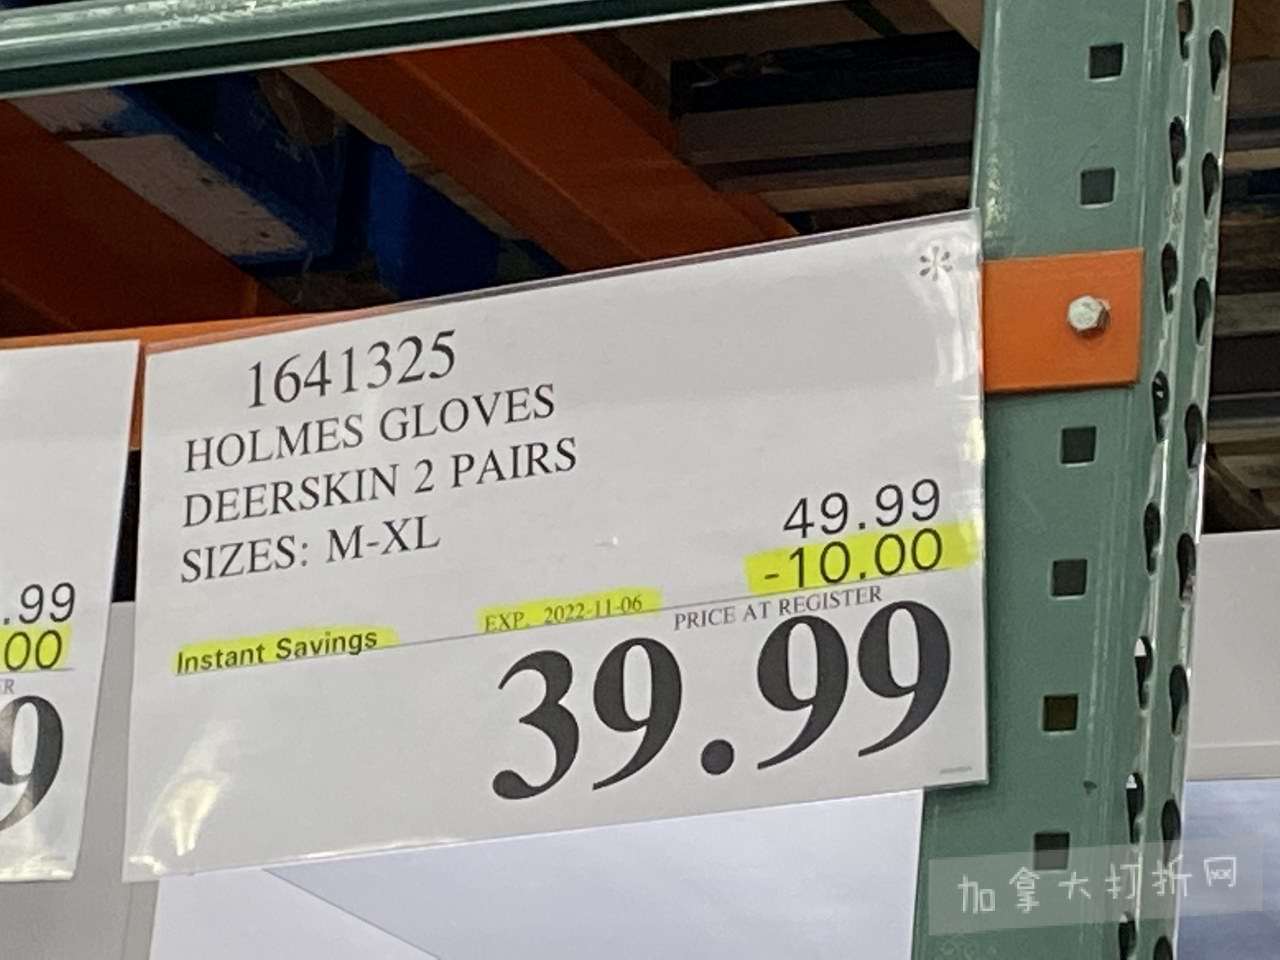 *
1641325
HOLMES GLOVES
DEERSKIN 2 PAIRS
SIZES: M-XL
49.99
-10.00
Instant Savings
EXP. 2022-11-06
PRICE AT REGISTER
39.99
.99
00
R
9
加拿大打折网